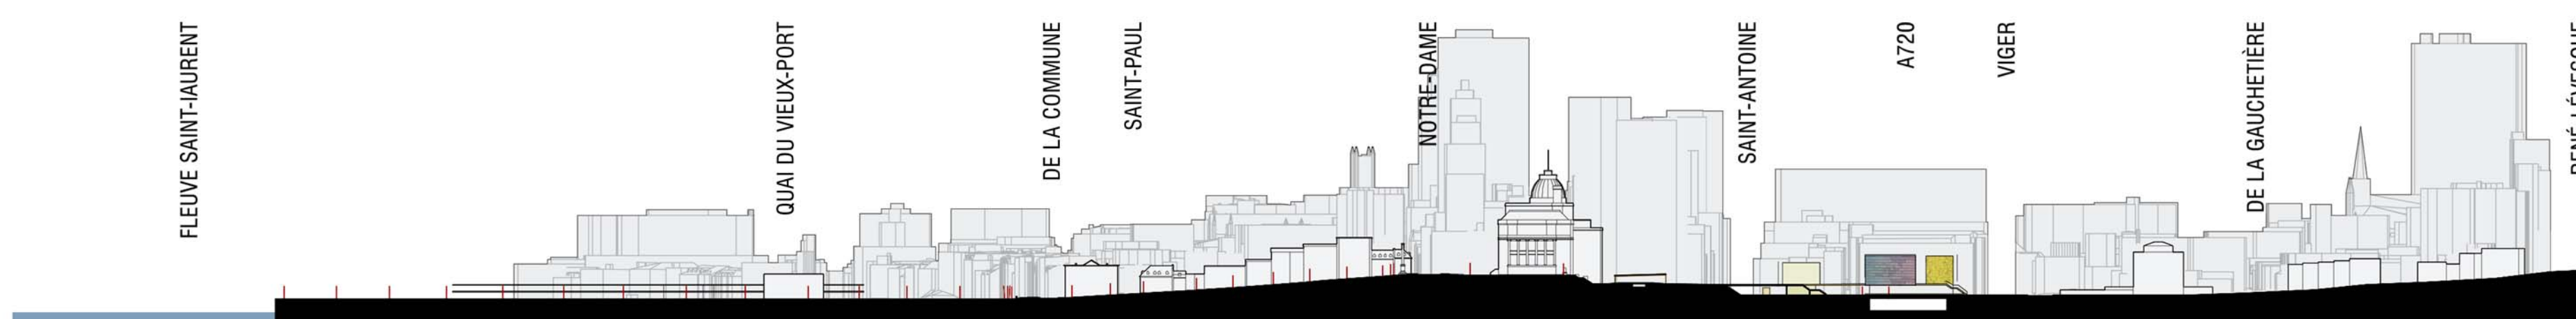 FLEUVE SAINT-lAURENT
QUAI DU VIEUX-PORT
DE LA COMMUNE
SAINT-PAUL
NOTRE-DAME
SAINT-ANTOINE
A720
VIGER
DE LA GAUCHETIÈRE